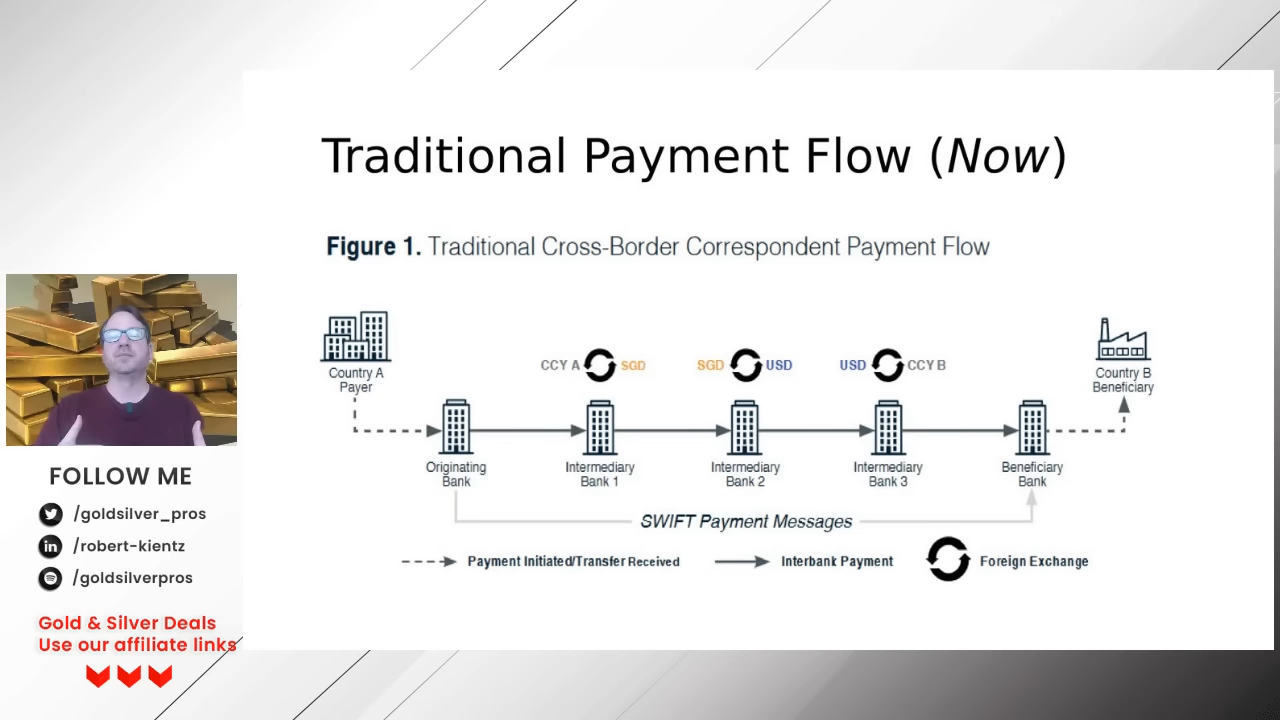 Traditional Payment Flow (Now)
Figure 1. Traditional Cross-Border Correspondent Payment Flow
Country A
Payer
CCY A
SGD
SGD
USD
USD
CCY B
Country B
Beneficiary
Originating
Bank
Intermediary
Bank 1
Intermediary
Bank 2
Intermediary
Bank 3
Beneficiary
Bank
SWIFT Payment Messages
Payment Initiated/Transfer Received
Interbank Payment
Foreign Exchange
FOLLOW ME
/goldsilver_pros
/robert-kientz
/goldsilverpros
Gold & Silver Deals
Use our affiliate links